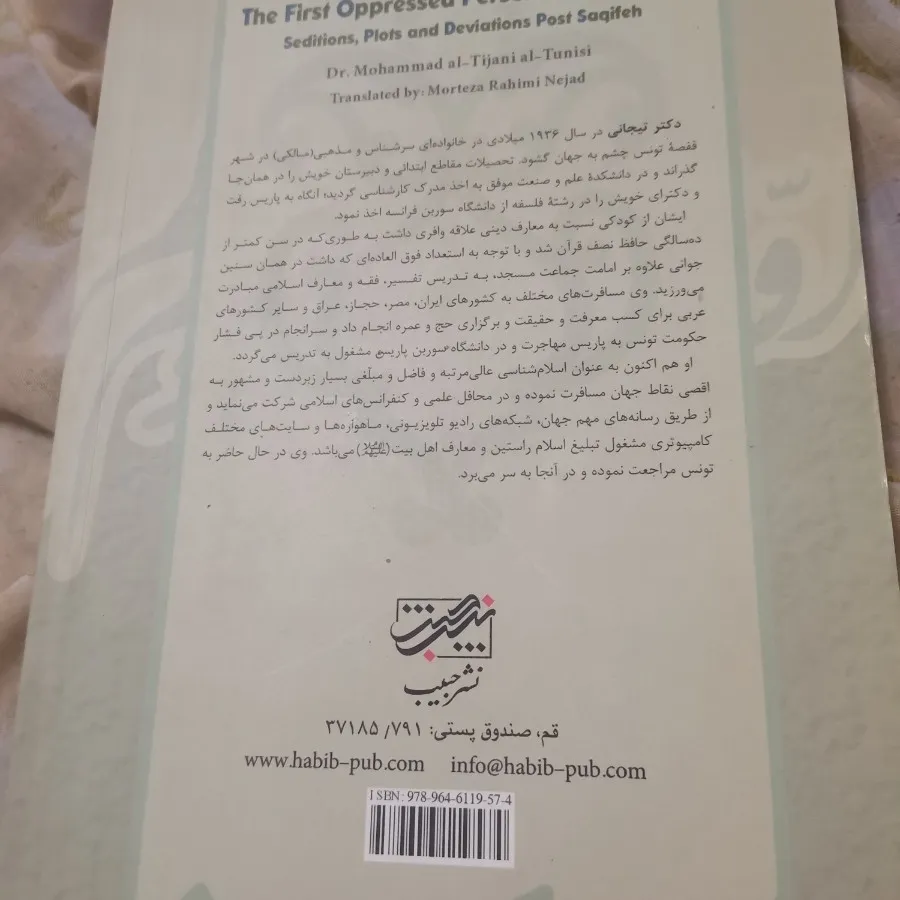 The First Oppressed
Seditions, Plots and Deviations Post Saqifeh
Dr. Mohammad al-Tijani al-Tunisi
Translated by: Morteza Rahimi Nejad
دکتر تیجانی در سال ۱۹۳۶ میلادی در خانواده‌ای سرشناس و مذهبی(مالکی) در شهر
قفصۀ تونس چشم به جهان گشود. تحصیلات مقاطع ابتدائی و دبیرستان خویش را در همان‌جا
گذراند و در دانشکدۀ علم و صنعت موفق به اخذ مدرک کارشناسی گردید؛ آنگاه به پاریس رفت
و دکترای خویش را در رشتۀ فلسفه از دانشگاه سوربن فرانسه اخذ نمود.
ایشان از کودکی نسبت به معارف دینی علاقه وافری داشت به طوری‌که در سن کمتر از
ده‌سالگی حافظ نصف قرآن شد و با توجه به استعداد فوق العاده‌ای که داشت در همان سنین
جوانی علاوه بر امامت جماعت مسجد، به تدریس تفسیر، فقه و معارف اسلامی مبادرت
می‌ورزید. وی مسافرت‌های مختلف به کشورهای ایران، مصر، حجاز، عراق و سایر کشورهای
عربی برای کسب معرفت و حقیقت و برگزاری حج و عمره انجام داد و سرانجام در پی فشار
حکومت تونس به پاریس مهاجرت و در دانشگاه سوربن پاریس مشغول به تدریس می‌گردد.
او هم اکنون به عنوان اسلام‌شناسی عالی‌مرتبه و فاضل و مبلّغی بسیار زبردست و مشهور به
اقصی نقاط جهان مسافرت نموده و در محافل علمی و کنفرانس‌های اسلامی شرکت می‌نماید و
از طریق رسانه‌های مهم جهان، شبکه‌های رادیو تلویزیونی، ماهواره‌ها و سایت‌های مختلف
کامپیوتری مشغول تبلیغ اسلام راستین و معارف اهل بیت(علیهم السلام) می‌باشد. وی در حال حاضر به
تونس مراجعت نموده و در آنجا به سر می‌برد.
نشر حبیب
قم، صندوق پستی: ۷۹۱/ ۳۷۱۸۵
www.habib-pub.com info@habib-pub.com
ISBN: 978-964-6119-57-4